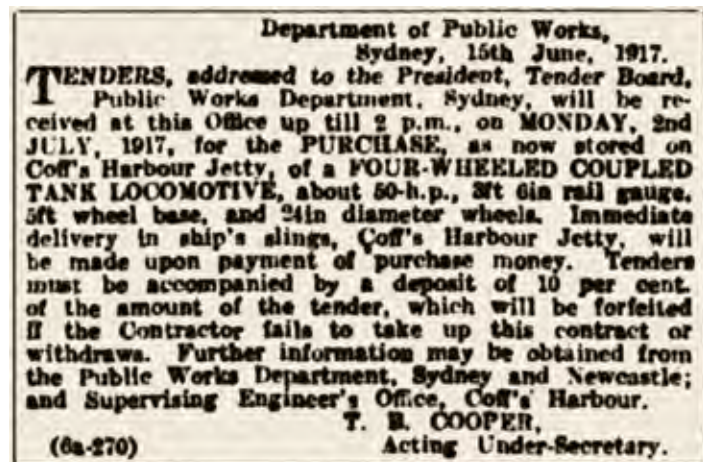 Department of Public Works,
Sydney, 15th June, 1917.
TENDERS, addressed to the President, Tender Board,
Public Works Department, Sydney, will be re-
ceived at this Office up till 2 p.m., on MONDAY, 2nd
JULY, 1917, for the PURCHASE, as now stored on
Coff's Harbour Jetty, of a FOUR-WHEELED COUPLED
TANK LOCOMOTIVE, about 50-h.p., 3ft 6in rail gauge,
5ft wheel base, and 24in diameter wheels. Immediate
delivery in ship's slings, Coff's Harbour Jetty, will
be made upon payment of purchase money. Tenders
must be accompanied by a deposit of 10 per cent.
of the amount of the tender, which will be forfeited
if the Contractor fails to take up this contract or
withdraws. Further information may be obtained from
the Public Works Department, Sydney and Newcastle;
and Supervising Engineer's Office, Coff's Harbour.
T. B. COOPER,
(6a-270) Acting Under-Secretary.